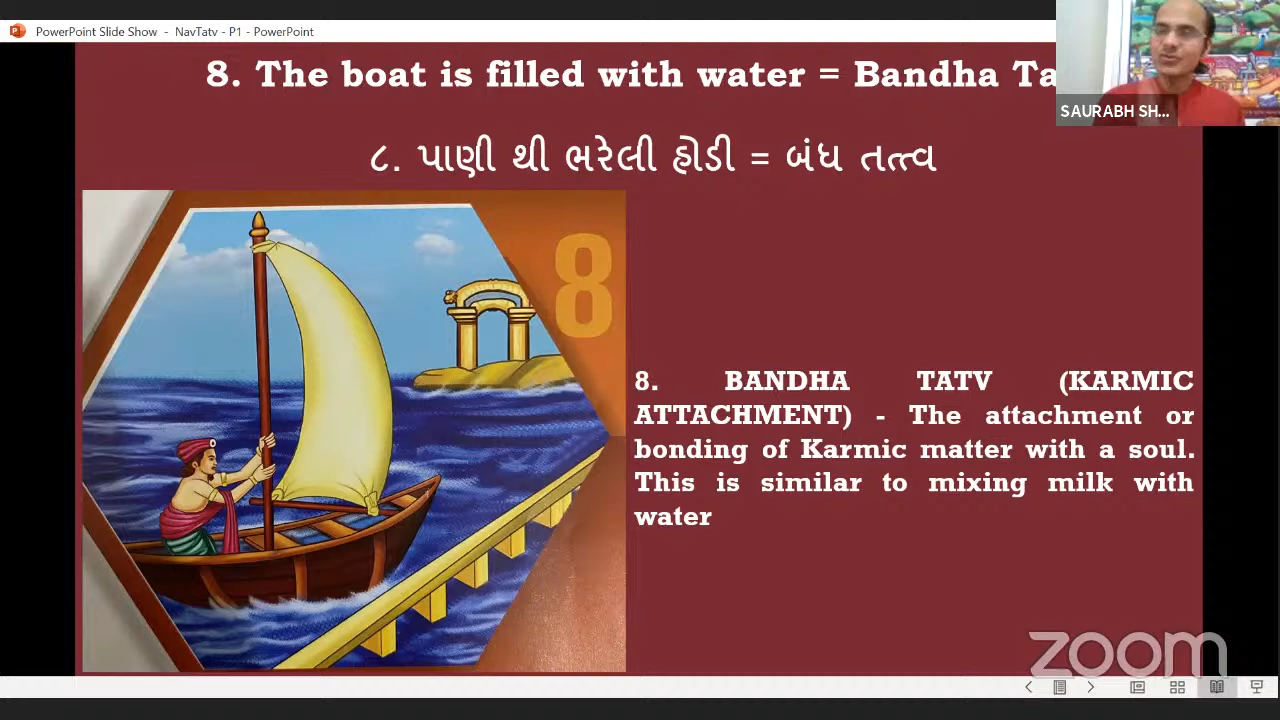 PowerPoint Slide Show - NavTatv - P1 - PowerPoint
8. The boat is filled with water = Bandha Ta
SAURABH SH...
૮. પાણી થી ભરેલી હોડી = બંધ તત્ત્વ
8
8. BANDHA TATV (KARMIC
ATTACHMENT) - The attachment or
bonding of Karmic matter with a soul.
This is similar to mixing milk with
water
zoom